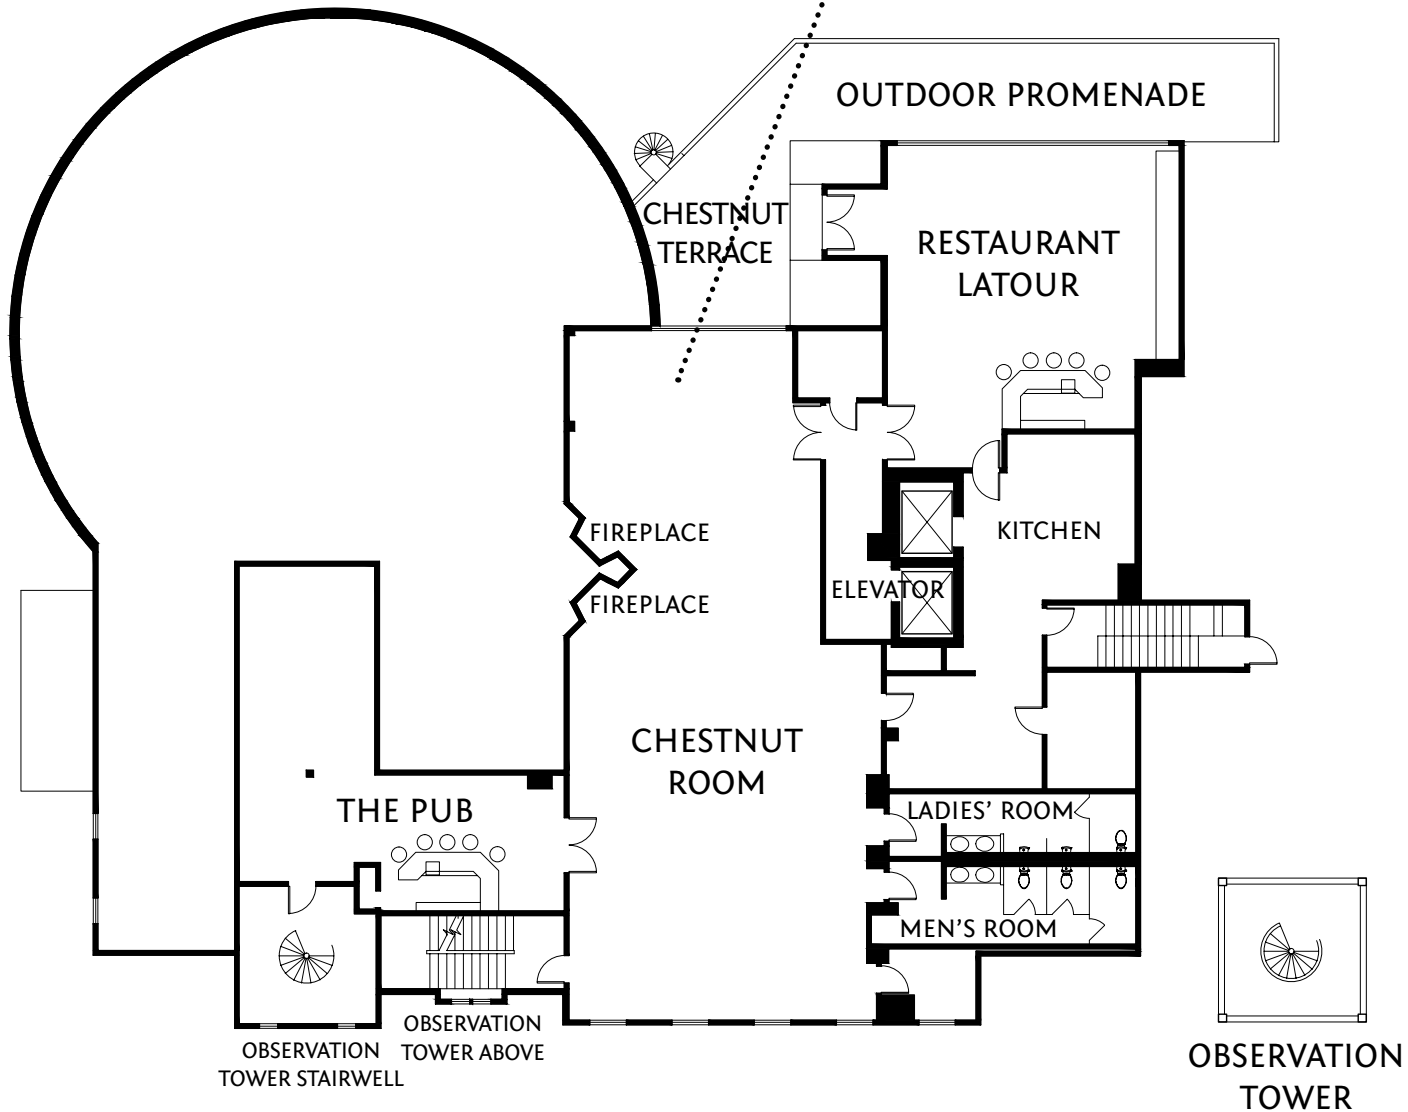 OUTDOOR PROMENADE
CHESTNUT
TERRACE
RESTAURANT
LATOUR
FIREPLACE
KITCHEN
ELEVATOR
FIREPLACE
CHESTNUT
ROOM
THE PUB
LADIES' ROOM
MEN'S ROOM
OBSERVATION
TOWER ABOVE
OBSERVATION
TOWER STAIRWELL
OBSERVATION
TOWER